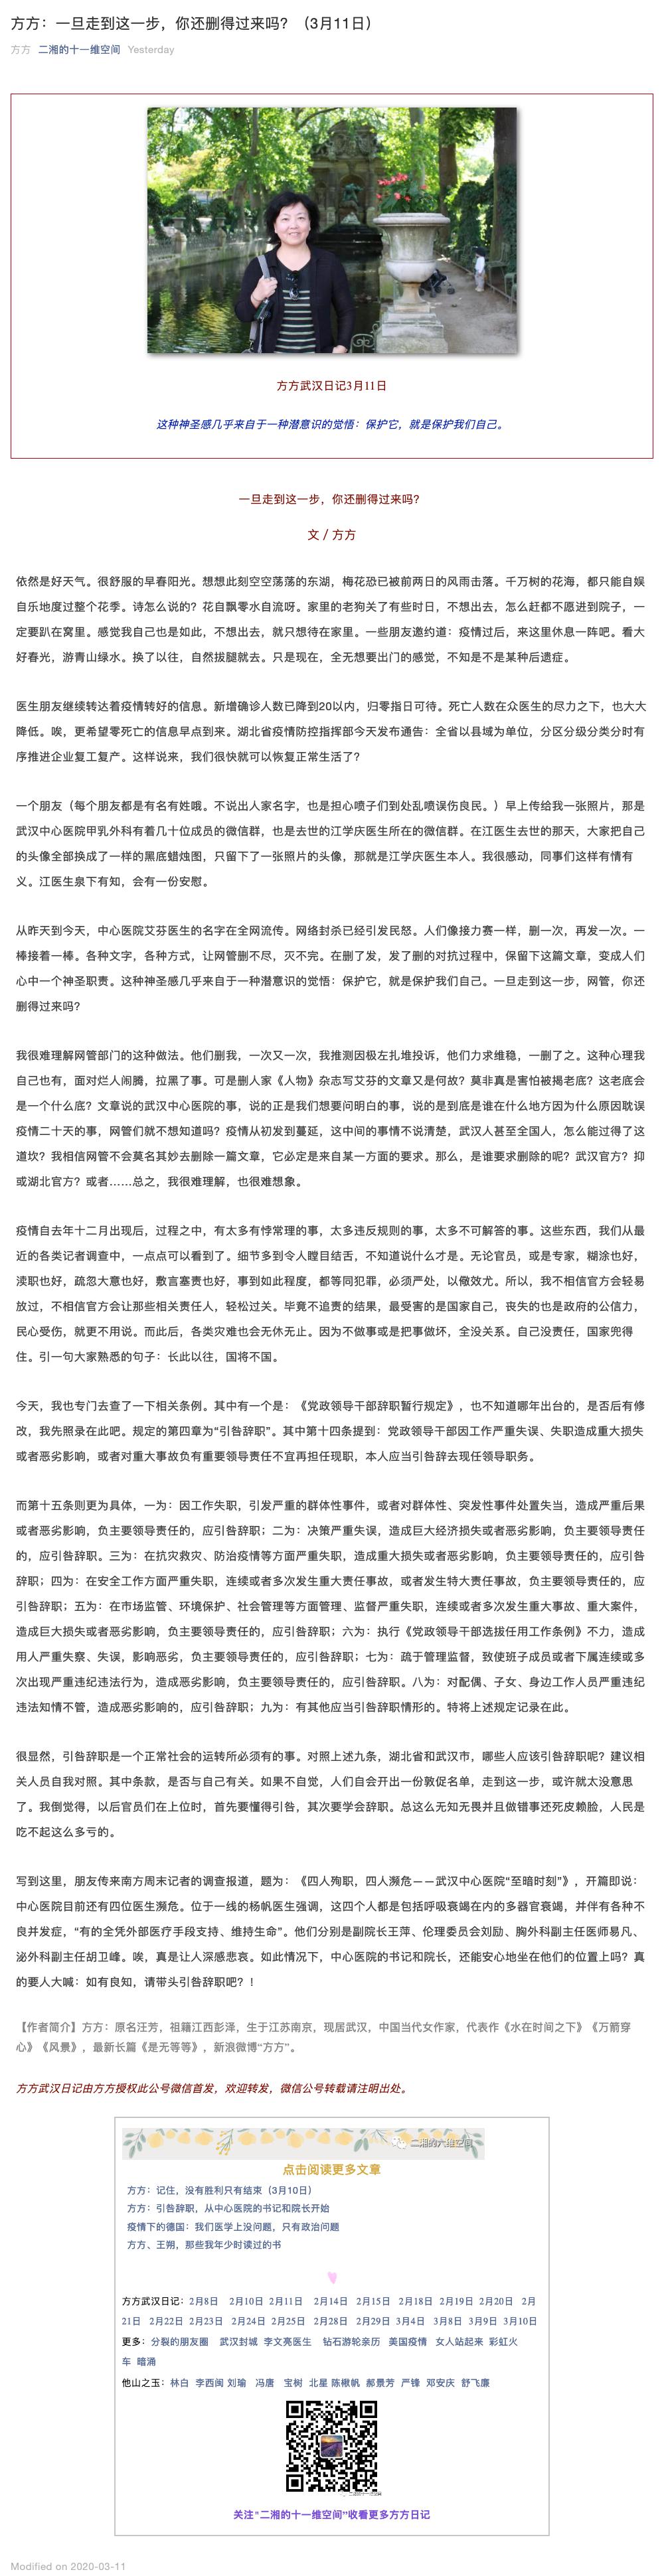 方方：一旦走到这一步，你还删得过来吗？（3月11日）
方方 二湘的十一维空间 Yesterday
方方武汉日记3月11日
这种神圣感几乎来自于一种潜意识的觉悟：保护它，就是保护我们自己。
一旦走到这一步，你还删得过来吗？
文 / 方方
依然是好天气。很舒服的早春阳光。想想此刻空空荡荡的东湖，梅花恐已被前两日的风雨击落。千万树的花海，都只能自娱
自乐地度过整个花季。诗怎么说的？花自飘零水自流呀。家里的老狗关了有些时日，不想出去，怎么赶都不愿进到院子，一
定要趴在窝里。感觉我自己也是如此，不想出去，就只想待在家里。一些朋友邀约道：疫情过后，来这里休息一阵吧。看大
好春光，游青山绿水。换了以往，自然拔腿就去。只是现在，全无想要出门的感觉，不知是不是某种后遗症。
医生朋友继续转达着疫情转好的信息。新增确诊人数已降到20以内，归零指日可待。死亡人数在众医生的尽力之下，也大大
降低。唉，更希望零死亡的信息早点到来。湖北省疫情防控指挥部今天发布通告：全省以县域为单位，分区分级分类分时有
序推进企业复工复产。这样说来，我们很快就可以恢复正常生活了？
一个朋友（每个朋友都是有名有姓哦。不说出人家名字，也是担心喷子们到处乱喷误伤良民。）早上传给我一张照片，那是
武汉中心医院甲乳外科有着几十位成员的微信群，也是去世的江学庆医生所在的微信群。在江医生去世的那天，大家把自己
的头像全部换成了一样的黑底蜡烛图，只留下了一张照片的头像，那就是江学庆医生本人。我很感动，同事们这样有情有
义。江医生泉下有知，会有一份安慰。
从昨天到今天，中心医院艾芬医生的名字在全网流传。网络封杀已经引发民怒。人们像接力赛一样，删一次，再发一次。一
棒接着一棒。各种文字，各种方式，让网管删不尽，灭不完。在删了发，发了删的对抗过程中，保留下这篇文章，变成人们
心中一个神圣职责。这种神圣感几乎来自于一种潜意识的觉悟：保护它，就是保护我们自己。一旦走到这一步，网管，你还
删得过来吗？
我很难理解网管部门的这种做法。他们删我，一次又一次，我推测因极左扎堆投诉，他们力求维稳，一删了之。这种心理我
自己也有，面对烂人闹腾，拉黑了事。可是删人家《人物》杂志写艾芬的文章又是何故？莫非真是害怕被揭老底？这老底会
是一个什么底？文章说的武汉中心医院的事，说的正是我们想要问明白的事，说的是到底是谁在什么地方因为什么原因耽误
疫情二十天的事，网管们就不想知道吗？疫情从初发到蔓延，这中间的事情不说清楚，武汉人甚至全国人，怎么能过得了这
道坎？我相信网管不会莫名其妙去删除一篇文章，它必定是来自某一方面的要求。那么，是谁要求删除的呢？武汉官方？抑
或湖北官方？或者……总之，我很难理解，也很难想象。
疫情自去年十二月出现后，过程之中，有太多有悖常理的事，太多违反规则的事，太多不可解答的事。这些东西，我们从最
近的各类记者调查中，一点点可以看到了。细节多到令人瞠目结舌，不知道说什么才是。无论官员，或是专家，糊涂也好，
渎职也好，疏忽大意也好，敷言塞责也好，事到如此程度，都等同犯罪，必须严处，以儆效尤。所以，我不相信官方会轻易
放过，不相信官方会让那些相关责任人，轻松过关。毕竟不追责的结果，最受害的是国家自己，丧失的也是政府的公信力，
民心受伤，就更不用说。而此后，各类灾难也会无休无止。因为不做事或是把事做坏，全没关系。自己没责任，国家兜得
住。引一句大家熟悉的句子：长此以往，国将不国。
今天，我也专门去查了一下相关条例。其中有一个是：《党政领导干部辞职暂行规定》，也不知道哪年出台的，是否后有修
改，我先照录在此吧。规定的第四章为“引咎辞职”。其中第十四条提到：党政领导干部因工作严重失误、失职造成重大损失
或者恶劣影响，或者对重大事故负有重要领导责任不宜再担任现职，本人应当引咎辞去现任领导职务。
而第十五条则更为具体，一为：因工作失职，引发严重的群体性事件，或者对群体性、突发性事件处置失当，造成严重后果
或者恶劣影响，负主要领导责任的，应引咎辞职；二为：决策严重失误，造成巨大经济损失或者恶劣影响，负主要领导责任
的，应引咎辞职。三为：在抗灾救灾、防治疫情等方面严重失职，造成重大损失或者恶劣影响，负主要领导责任的，应引咎
辞职；四为：在安全工作方面严重失职，连续或者多次发生重大责任事故，或者发生特大责任事故，负主要领导责任的，应
引咎辞职；五为：在市场监管、环境保护、社会管理等方面管理、监督严重失职，连续或者多次发生重大事故、重大案件，
造成巨大损失或者恶劣影响，负主要领导责任的，应引咎辞职；六为：执行《党政领导干部选拔任用工作条例》不力，造成
用人严重失察、失误，影响恶劣，负主要领导责任的，应引咎辞职；七为：疏于管理监督，致使班子成员或者下属连续或多
次出现严重违纪违法行为，造成恶劣影响，负主要领导责任的，应引咎辞职。八为：对配偶、子女、身边工作人员严重违纪
违法知情不管，造成恶劣影响的，应引咎辞职；九为：有其他应当引咎辞职情形的。特将上述规定记录在此。
很显然，引咎辞职是一个正常社会的运转所必须有的事。对照上述九条，湖北省和武汉市，哪些人应该引咎辞职呢？建议相
关人员自我对照。其中条款，是否与自己有关。如果不自觉，人们自会开出一份敦促名单，走到这一步，或许就太没意思
了。我倒觉得，以后官员们在上位时，首先要懂得引咎，其次要学会辞职。总这么无知无畏并且做错事还死皮赖脸，人民是
吃不起这么多亏的。
写到这里，朋友传来南方周末记者的调查报道，题为：《四人殉职，四人濒危——武汉中心医院“至暗时刻”》，开篇即说：
中心医院目前还有四位医生濒危。位于一线的杨帆医生强调，这四个人都是包括呼吸衰竭在内的多器官衰竭，并伴有各种不
良并发症，“有的全凭外部医疗手段支持、维持生命”。他们分别是副院长王萍、伦理委员会刘励、胸外科副主任医师易凡、
泌外科副主任胡卫峰。唉，真是让人深感悲哀。如此情况下，中心医院的书记和院长，还能安心地坐在他们的位置上吗？真
的要人大喊：如有良知，请带头引咎辞职吧？！
【作者简介】方方：原名汪芳，祖籍江西彭泽，生于江苏南京，现居武汉，中国当代女作家，代表作《水在时间之下》《万箭穿
心》《风景》，最新长篇《是无等等》，新浪微博“方方”。
方方武汉日记由方方授权此公号微信首发，欢迎转发，微信公号转载请注明出处。
二湘的六维空间
点击阅读更多文章
方方：记住，没有胜利只有结束（3月10日）
方方：引咎辞职，从中心医院的书记和院长开始
疫情下的德国：我们医学上没问题，只有政治问题
方方、王朔，那些我年少时读过的书
方方武汉日记：2月8日 2月10日 2月11日 2月14日 2月15日 2月18日 2月19日 2月20日 2月
21日 2月22日 2月23日 2月24日 2月25日 2月28日 2月29日 3月4日 3月8日 3月9日 3月10日
更多：分裂的朋友圈 武汉封城 李文亮医生 钻石游轮亲历 美国疫情 女人站起来 彩虹火
车 暗涌
他山之玉：林白 李西闽 刘瑜 冯唐 宝树 北星 陈楸帆 郝景芳 严锋 邓安庆 舒飞廉
关注"二湘的十一维空间”收看更多方方日记
Modified on 2020-03-11